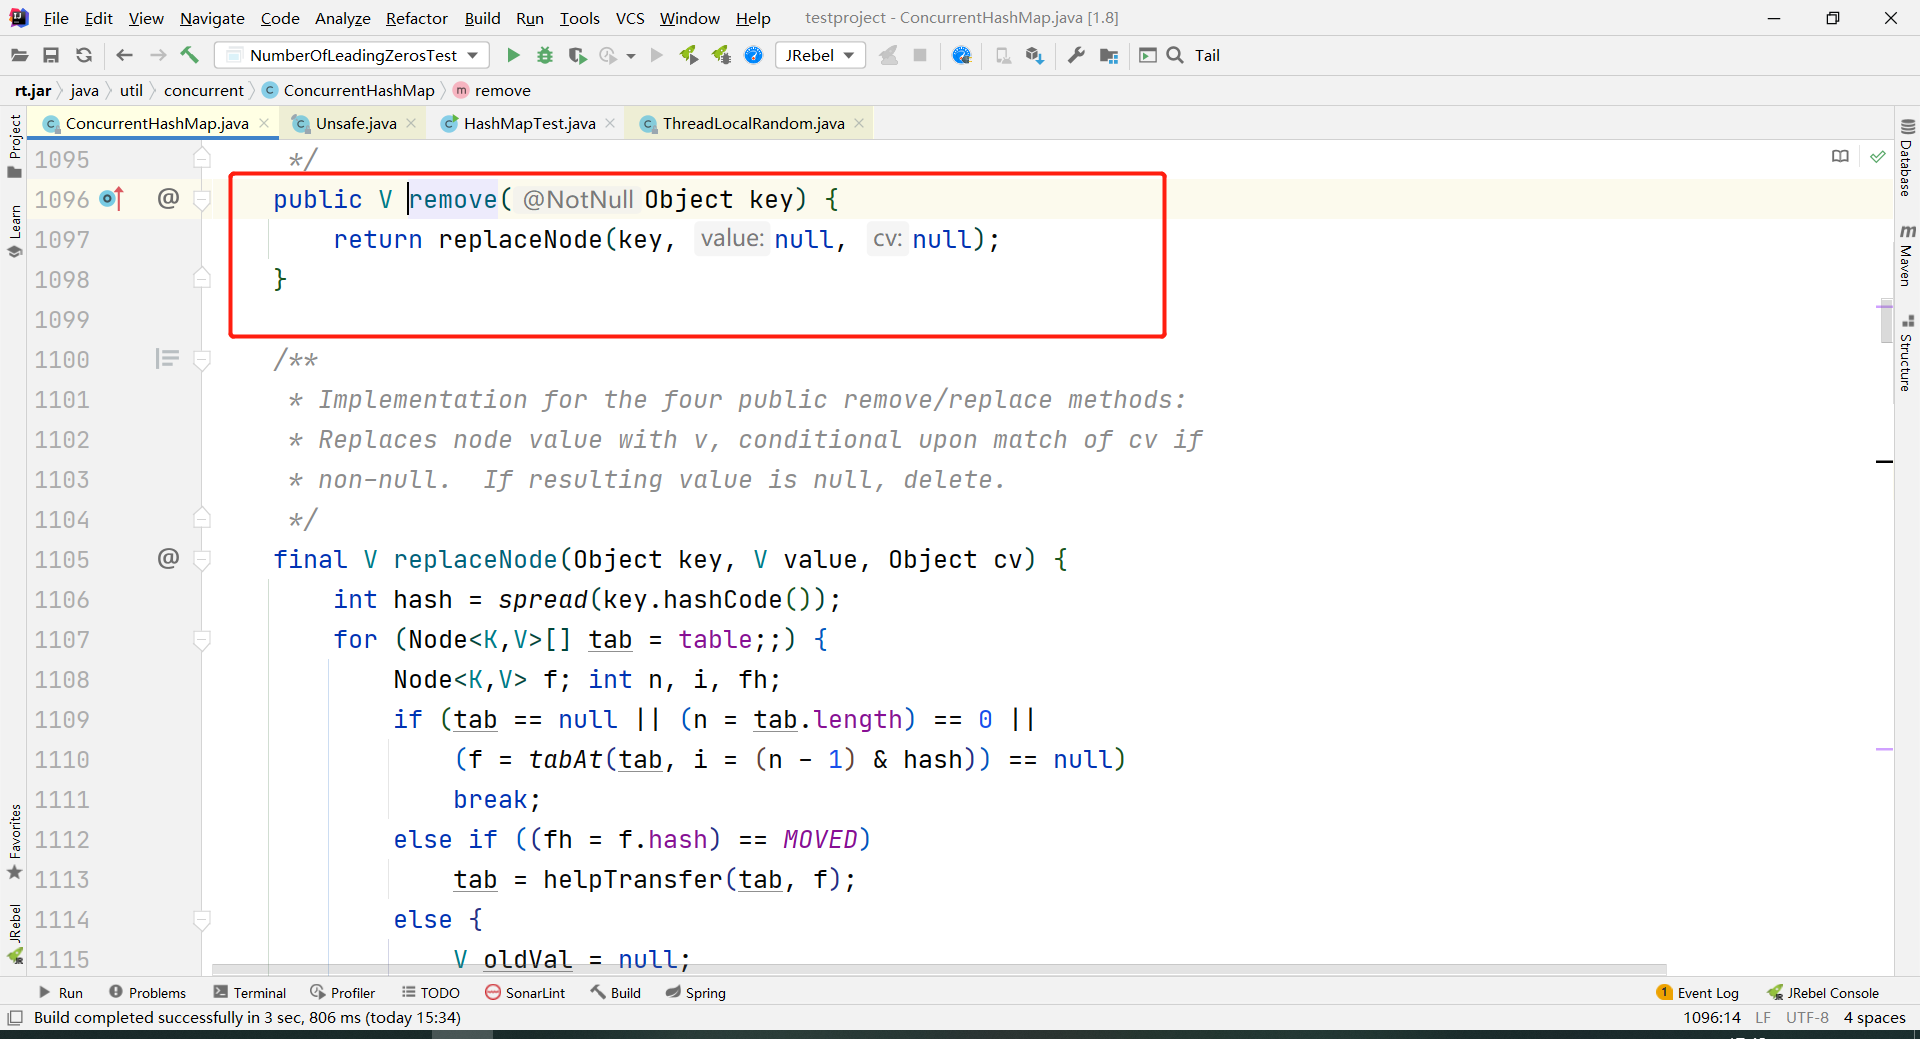 File Edit View Navigate Code Analyze Refactor Build Run Tools VCS Window Help testproject - ConcurrentHashMap.java [1.8]
NumberOfLeadingZerosTest JRebel Tail
rt.jar java util concurrent ConcurrentHashMap remove
ConcurrentHashMap.java Unsafe.java HashMapTest.java ThreadLocalRandom.java
Project
Learn
Favorites
JRebel
Database
Maven
Structure
1095 */
1096 @ public V remove( @NotNull Object key) {
1097 return replaceNode(key, value: null, cv: null);
1098 }
1099
1100 /**
1101 * Implementation for the four public remove/replace methods:
1102 * Replaces node value with v, conditional upon match of cv if
1103 * non-null.  If resulting value is null, delete.
1104 */
1105 @ final V replaceNode(Object key, V value, Object cv) {
1106 int hash = spread(key.hashCode());
1107 for (Node<K,V>[] tab = table;;) {
1108 Node<K,V> f; int n, i, fh;
1109 if (tab == null || (n = tab.length) == 0 ||
1110 (f = tabAt(tab, i = (n - 1) & hash)) == null)
1111 break;
1112 else if ((fh = f.hash) == MOVED)
1113 tab = helpTransfer(tab, f);
1114 else {
1115 V oldVal = null;
Run Problems Terminal Profiler TODO SonarLint Build Spring 1 Event Log JRebel Console
Build completed successfully in 3 sec, 806 ms (today 15:34) 1096:14 LF UTF-8 4 spaces